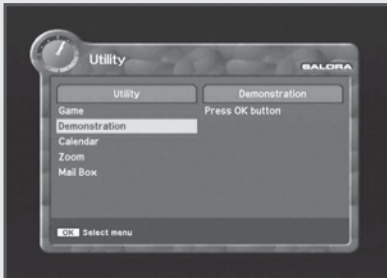 Utility
SALORA
Utility
Demonstration
Game
Press OK button
Demonstration
Calendar
Zoom
Mail Box
OK Select menu